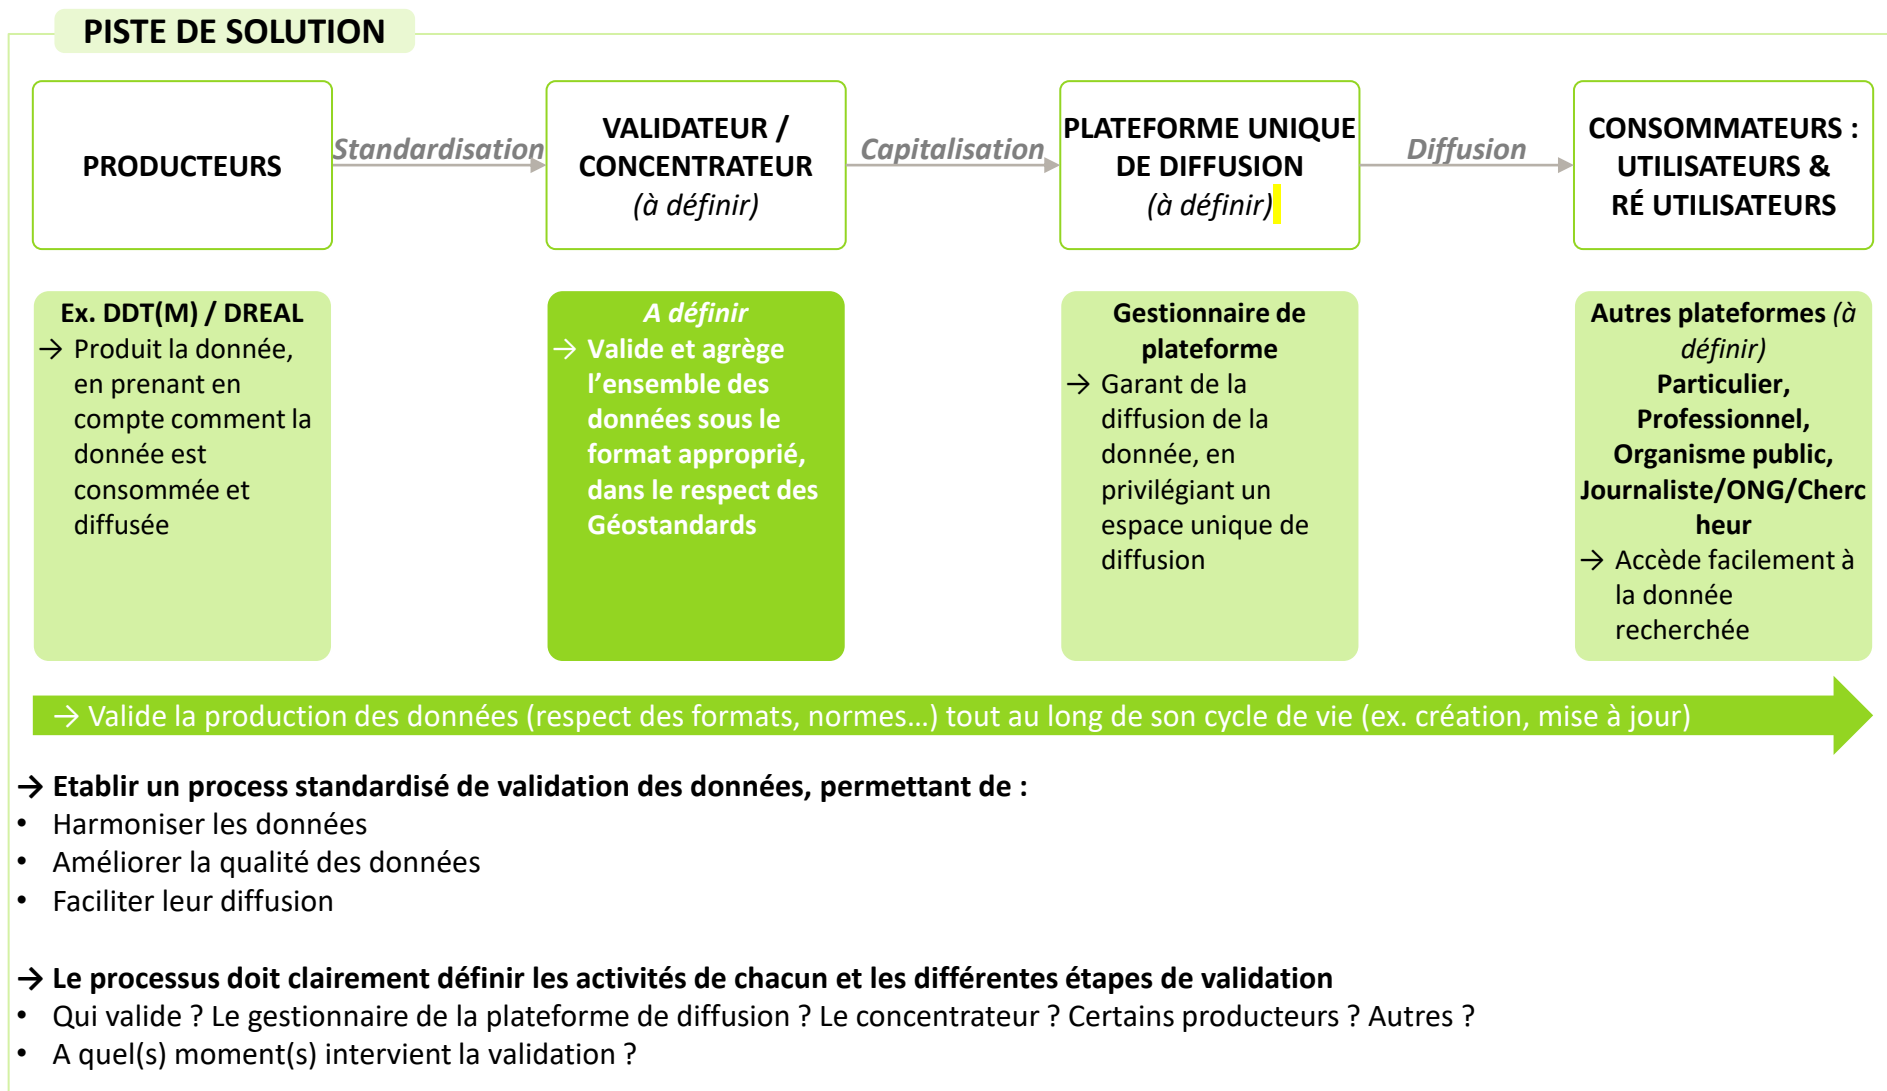 PISTE DE SOLUTION
PRODUCTEURS
Standardisation
VALIDATEUR /
CONCENTRATEUR
(à définir)
Capitalisation
PLATEFORME UNIQUE
DE DIFFUSION
(à définir)
Diffusion
CONSOMMATEURS :
UTILISATEURS &
RÉ UTILISATEURS
Ex. DDT(M) / DREAL
→ Produit la donnée,
en prenant en
compte comment la
donnée est
consommée et
diffusée
A définir
→ Valide et agrège
l’ensemble des
données sous le
format approprié,
dans le respect des
Géostandards
Gestionnaire de
plateforme
→ Garant de la
diffusion de la
donnée, en
privilégiant un
espace unique de
diffusion
Autres plateformes (à
définir)
Particulier,
Professionnel,
Organisme public,
Journaliste/ONG/Cherc
heur
→ Accède facilement à
la donnée
recherchée
→ Valide la production des données (respect des formats, normes…) tout au long de son cycle de vie (ex. création, mise à jour)
→ Etablir un process standardisé de validation des données, permettant de :
• Harmoniser les données
• Améliorer la qualité des données
• Faciliter leur diffusion
→ Le processus doit clairement définir les activités de chacun et les différentes étapes de validation
• Qui valide ? Le gestionnaire de la plateforme de diffusion ? Le concentrateur ? Certains producteurs ? Autres ?
• A quel(s) moment(s) intervient la validation ?